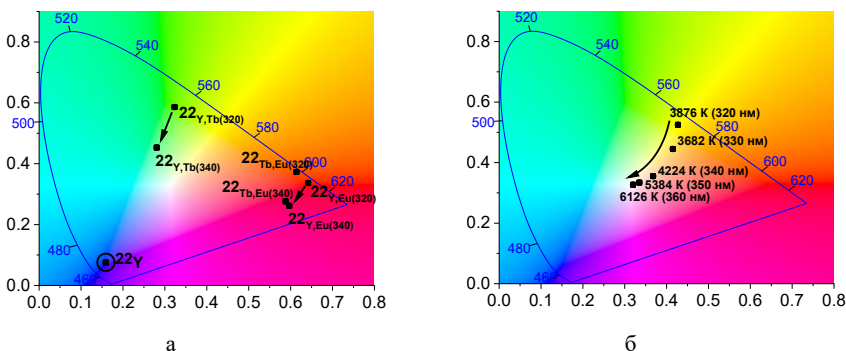 520
540
560
580
600
620
500
480
460
22Y,Tb(320)
22Y,Tb(340)
22Tb,Eu(320)
22Tb,Eu(340)
22Y,Eu(320)
22Y,Eu(340)
22Y
0.8
0.6
0.4
0.2
0.0
0.0 0.1 0.2 0.3 0.4 0.5 0.6 0.7 0.8
а
520
540
560
580
600
620
500
480
460
3876 К (320 нм)
3682 К (330 нм)
4224 К (340 нм)
5384 К (350 нм)
6126 К (360 нм)
0.8
0.6
0.4
0.2
0.0
0.0 0.1 0.2 0.3 0.4 0.5 0.6 0.7 0.8
б